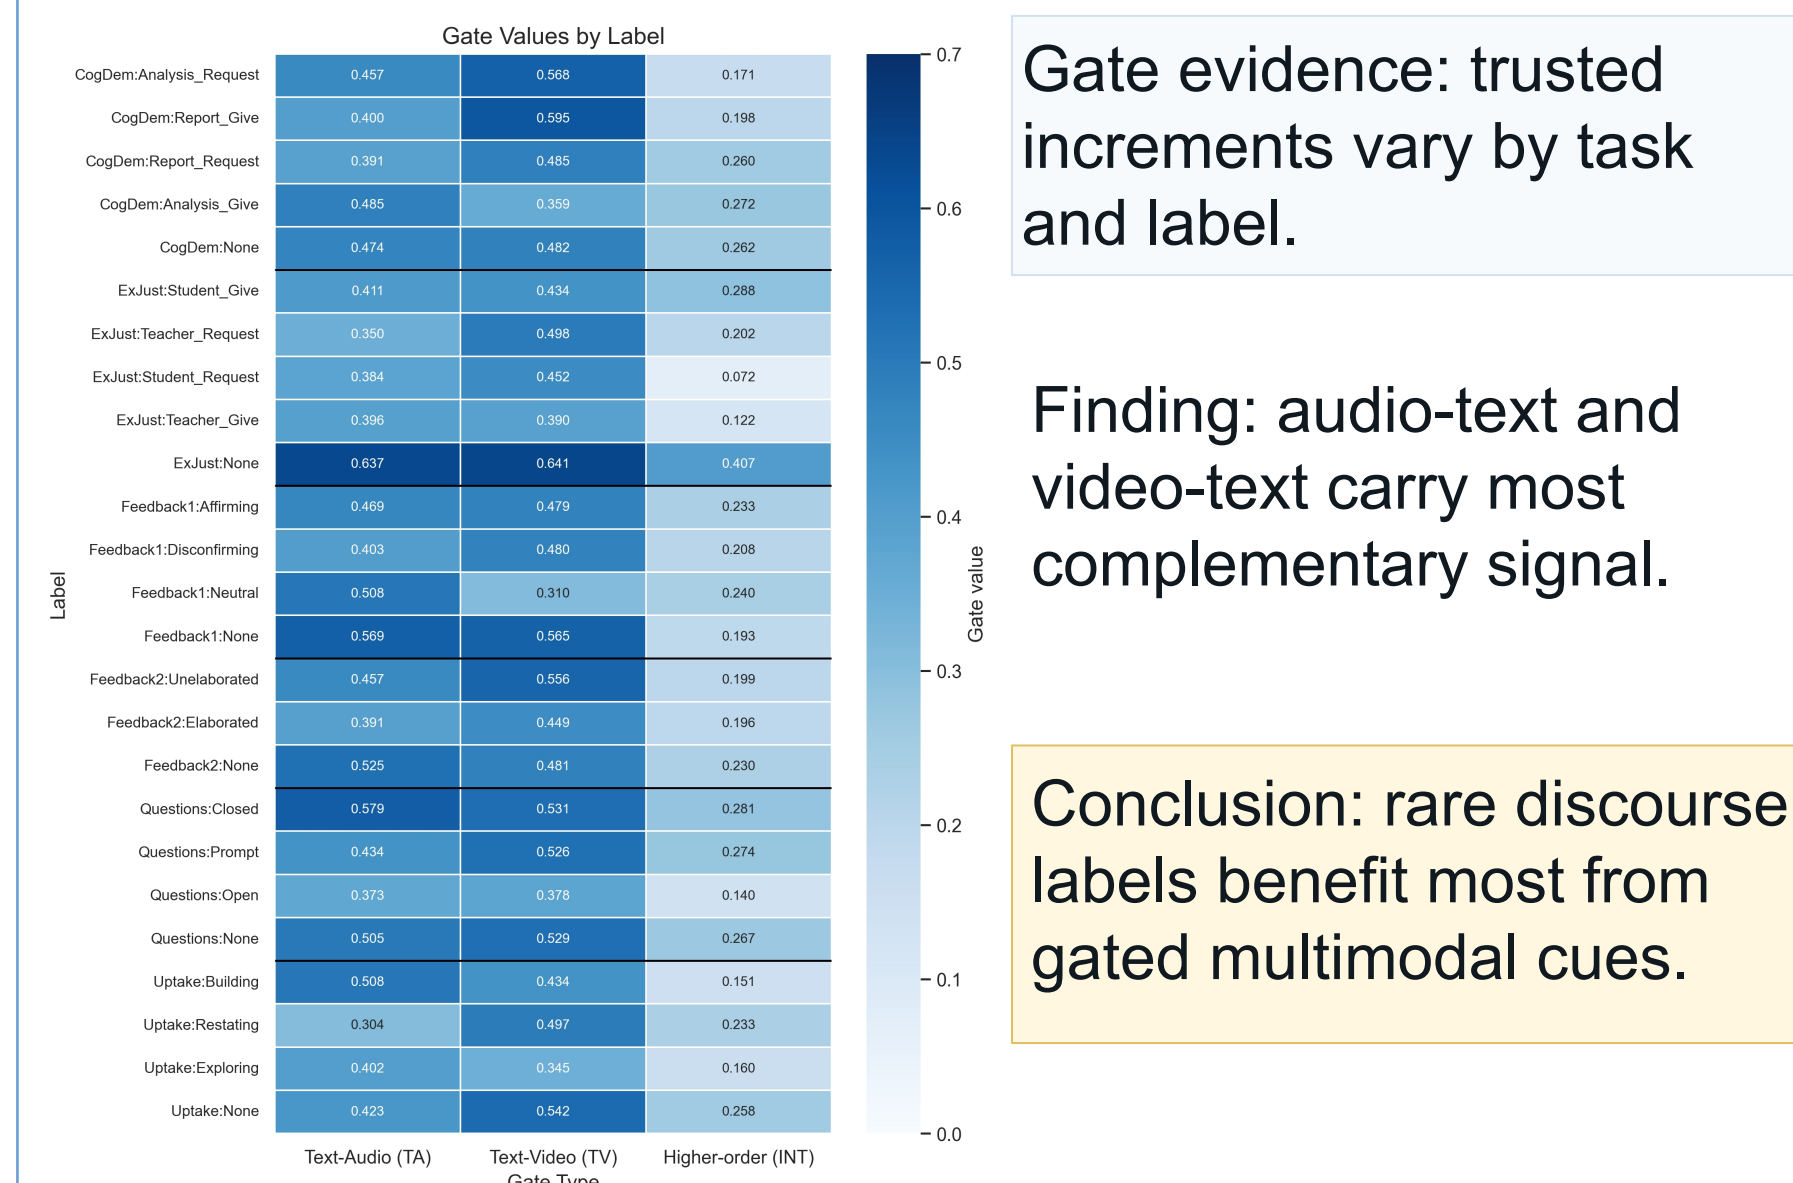 Gate Values by Label
CogDem:Analysis_Request 0.457 0.568 0.171
CogDem:Report_Give 0.400 0.595 0.198
CogDem:Report_Request 0.391 0.485 0.260
CogDem:Analysis_Give 0.485 0.359 0.272
CogDem:None 0.474 0.482 0.262
ExJust:Student_Give 0.411 0.434 0.288
ExJust:Teacher_Request 0.350 0.498 0.202
ExJust:Student_Request 0.384 0.452 0.072
ExJust:Teacher_Give 0.396 0.390 0.122
ExJust:None 0.637 0.641 0.407
Feedback1:Affirming 0.469 0.479 0.233
Feedback1:Disconfirming 0.403 0.480 0.208
Feedback1:Neutral 0.508 0.310 0.240
Feedback1:None 0.569 0.565 0.193
Feedback2:Unelaborated 0.457 0.556 0.199
Feedback2:Elaborated 0.391 0.449 0.196
Feedback2:None 0.525 0.481 0.230
Questions:Closed 0.579 0.531 0.281
Questions:Prompt 0.434 0.526 0.274
Questions:Open 0.373 0.378 0.140
Questions:None 0.505 0.529 0.267
Uptake:Building 0.508 0.434 0.151
Uptake:Restating 0.304 0.497 0.233
Uptake:Exploring 0.402 0.345 0.160
Uptake:None 0.423 0.542 0.258
Label
Text-Audio (TA) Text-Video (TV) Higher-order (INT)
Gate Type
0.7
0.6
0.5
0.4
0.3
0.2
0.1
0.0
Gate value
Gate evidence: trusted
increments vary by task
and label.
Finding: audio-text and
video-text carry most
complementary signal.
Conclusion: rare discourse
labels benefit most from
gated multimodal cues.